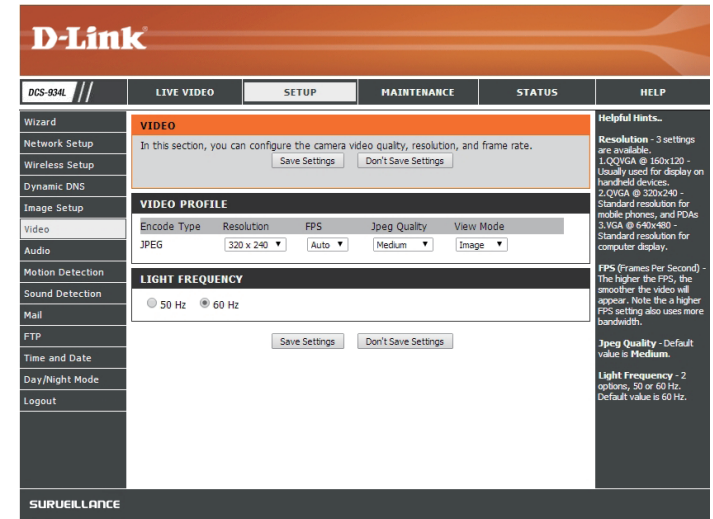 D-Link
DCS-934L
LIVE VIDEO
SETUP
MAINTENANCE
STATUS
HELP
Wizard
Network Setup
Wireless Setup
Dynamic DNS
Image Setup
Video
Audio
Motion Detection
Sound Detection
Mail
FTP
Time and Date
Day/Night Mode
Logout
VIDEO
In this section, you can configure the camera video quality, resolution, and frame rate.
Save Settings Don't Save Settings
VIDEO PROFILE
Encode Type Resolution FPS Jpeg Quality View Mode
JPEG 320 x 240 Auto Medium Image
LIGHT FREQUENCY
50 Hz 60 Hz
Save Settings Don't Save Settings
Helpful Hints..
Resolution - 3 settings
are available.
1.QQVGA @ 160x120 -
Usually used for display on
handheld devices.
2.QVGA @ 320x240 -
Standard resolution for
mobile phones, and PDAs
3.VGA @ 640x480 -
Standard resolution for
computer display.
FPS (Frames Per Second) -
The higher the FPS, the
smoother the video will
appear. Note the a higher
FPS setting also uses more
bandwidth.
Jpeg Quality - Default
value is Medium.
Light Frequency - 2
options, 50 or 60 Hz.
Default value is 60 Hz.
SURVEILLANCE